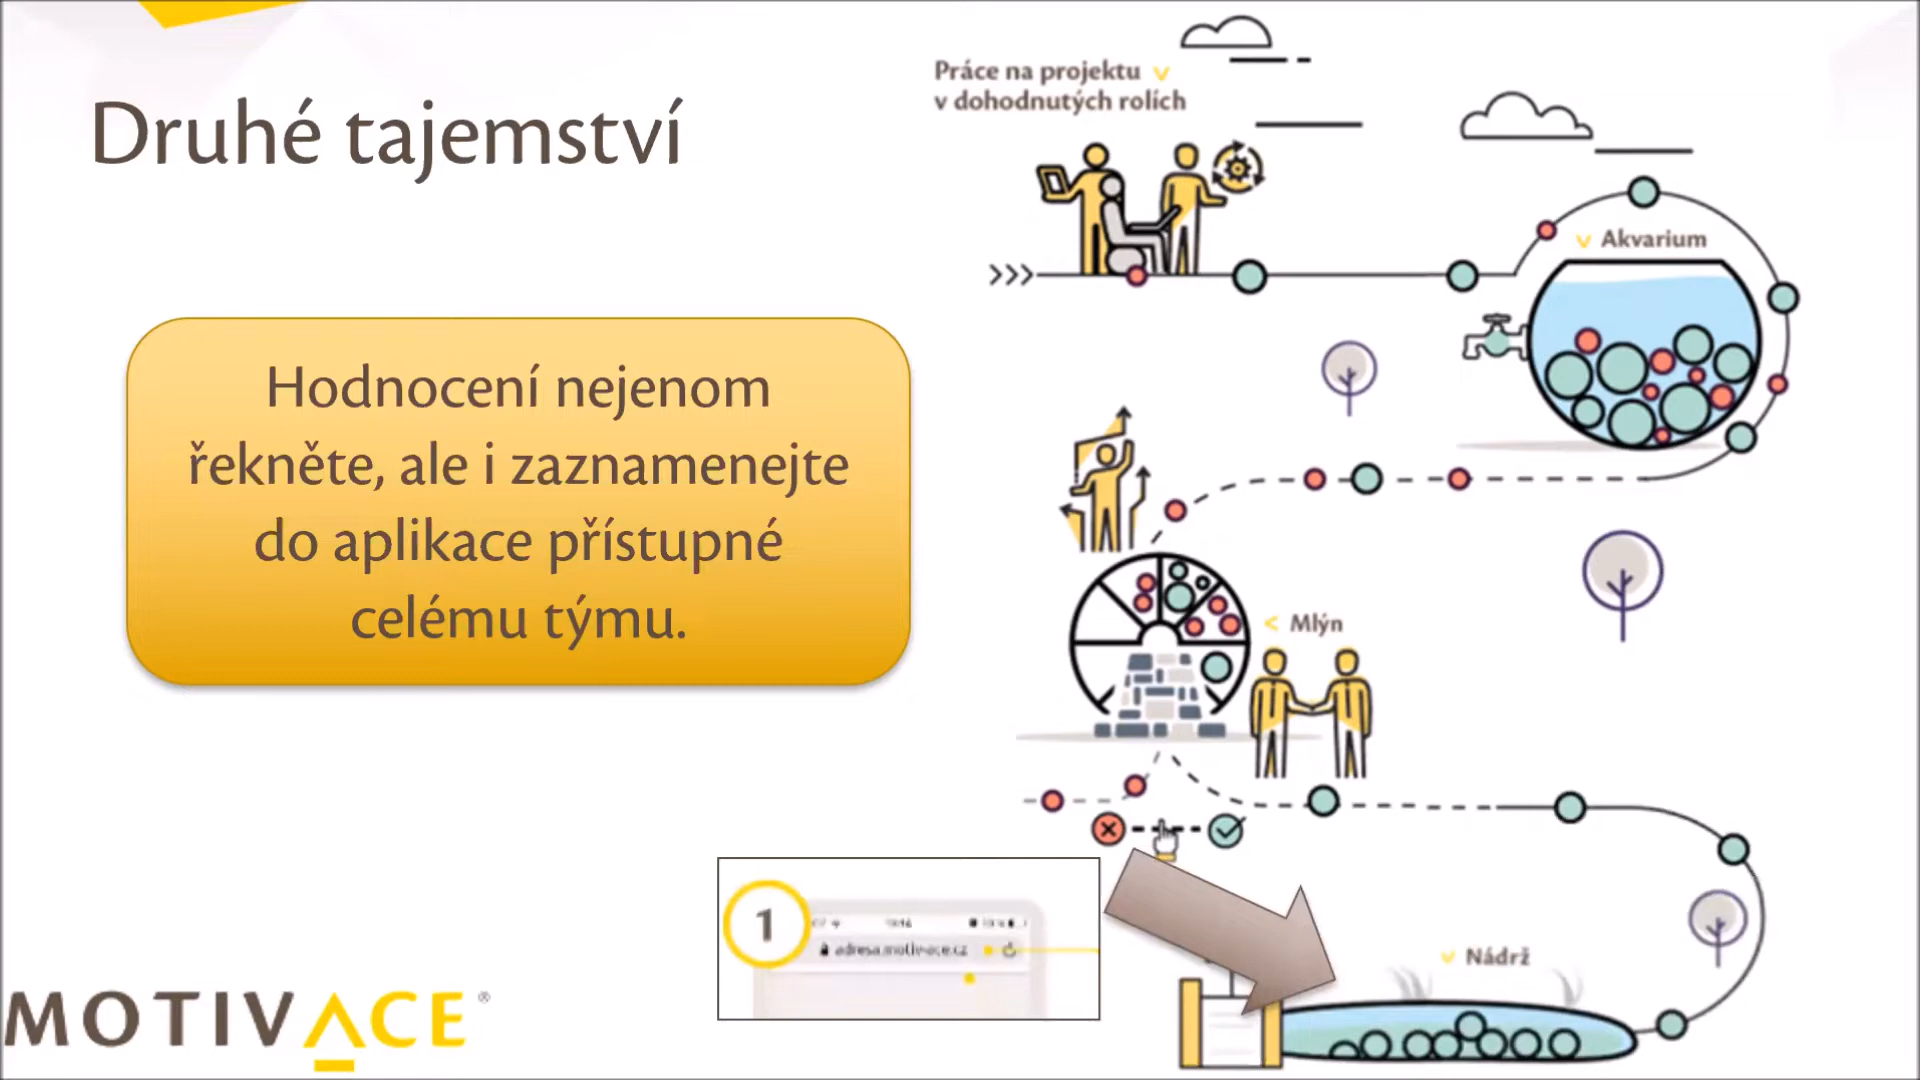 Druhé tajemství
Hodnocení nejenom
řekněte, ale i zaznamenejte
do aplikace přístupné
celému týmu.
Práce na projektu
v dohodnutých rolích
Akvarium
Mlýn
Nádrž
1
adresa.motivace.cz
MOTIVACE®